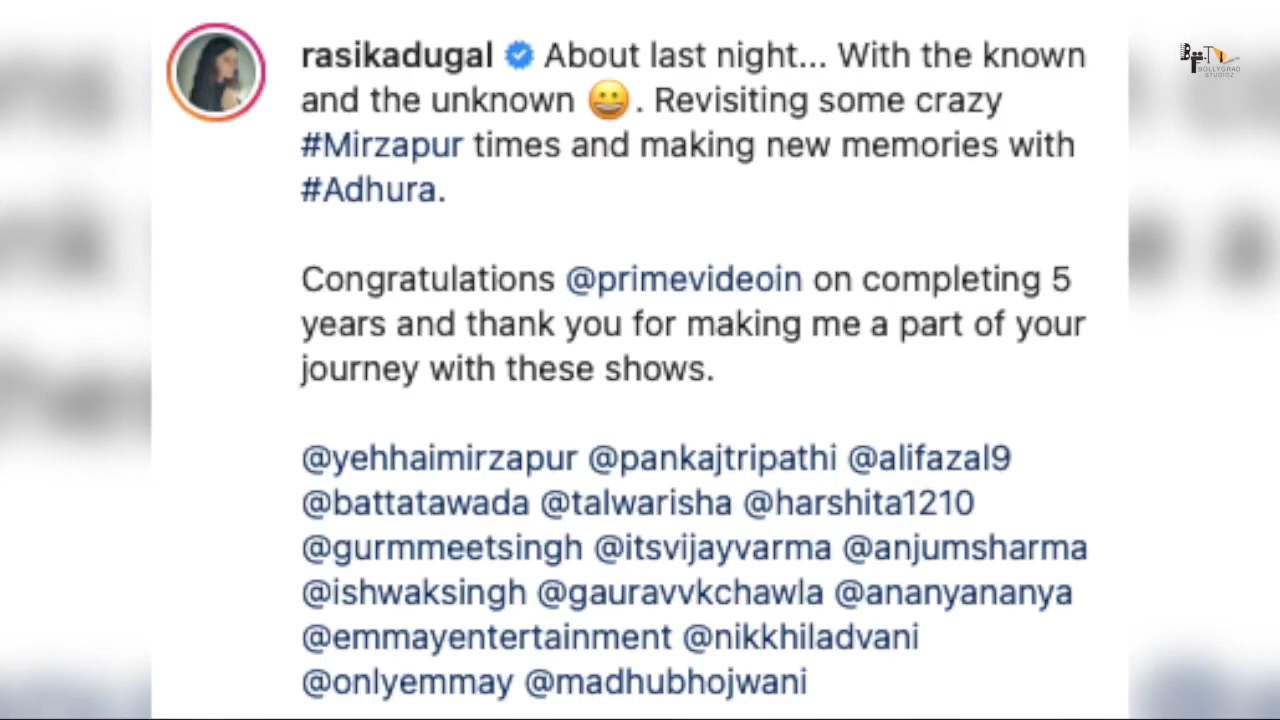 rasikadugal About last night... With the known
and the unknown 😀. Revisiting some crazy
#Mirzapur times and making new memories with
#Adhura.
Congratulations @primevideoin on completing 5
years and thank you for making me a part of your
journey with these shows.
@yehhaimirzapur @pankajtripathi @alifazal9
@battatawada @talwarisha @harshita1210
@gurmmeetsingh @itsvijayvarma @anjumsharma
@ishwaksingh @gauravvkchawla @ananyananya
@emmayentertainment @nikkhiladvani
@onlyemmay @madhubhojwani
BOLLYGRAD
STUDIOZ